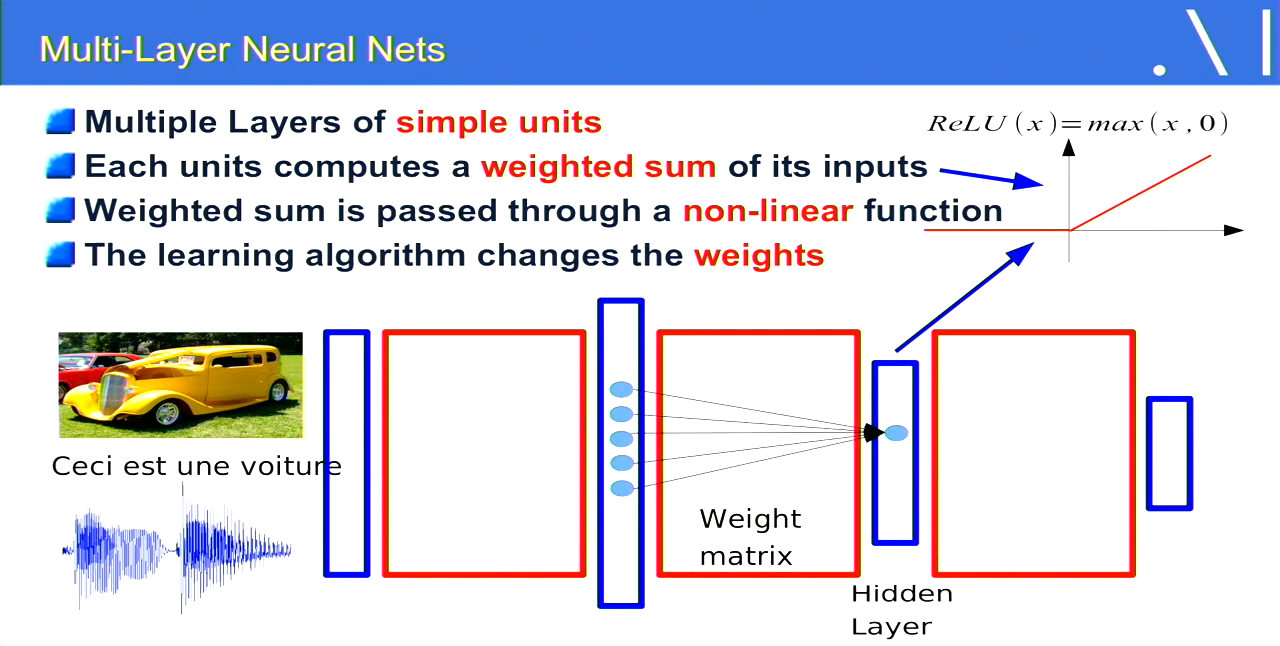 Multi-Layer Neural Nets
Multiple Layers of simple units
Each units computes a weighted sum of its inputs
Weighted sum is passed through a non-linear function
The learning algorithm changes the weights
ReLU(x)=max(x,0)
Ceci est une voiture
Weight
matrix
Hidden
Layer